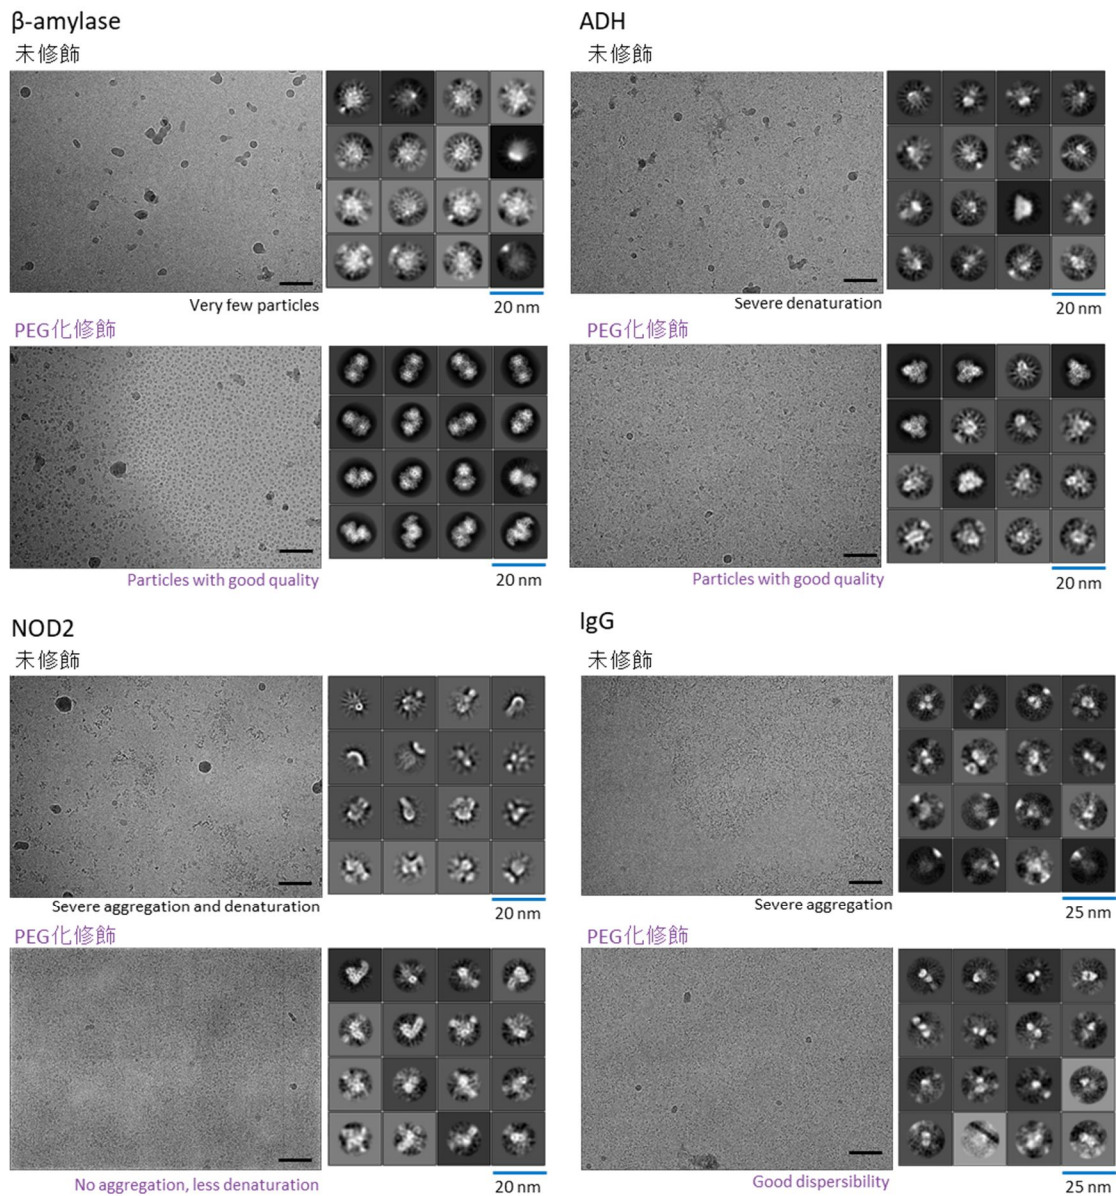 β-amylase
未修飾
Very few particles
20 nm
PEG化修飾
Particles with good quality
20 nm
ADH
未修飾
Severe denaturation
20 nm
PEG化修飾
Particles with good quality
20 nm
NOD2
未修飾
Severe aggregation and denaturation
20 nm
PEG化修飾
No aggregation, less denaturation
20 nm
IgG
未修飾
Severe aggregation
25 nm
PEG化修飾
Good dispersibility
25 nm